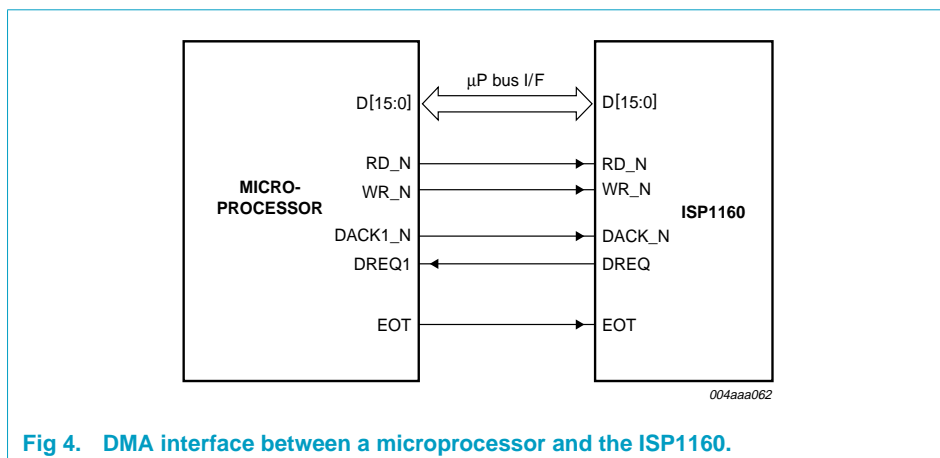 µP bus I/F
D[15:0] D[15:0]
RD_N RD_N
WR_N WR_N
MICRO-
PROCESSOR
ISP1160
DACK1_N DACK_N
DREQ1 DREQ
EOT EOT
004aaa062
Fig 4. DMA interface between a microprocessor and the ISP1160.